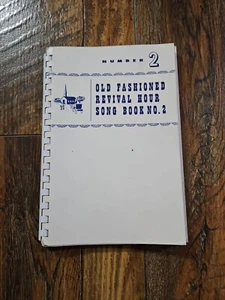 NUMBER 2
OLD FASHIONED
REVIVAL HOUR
SONG BOOK NO. 2